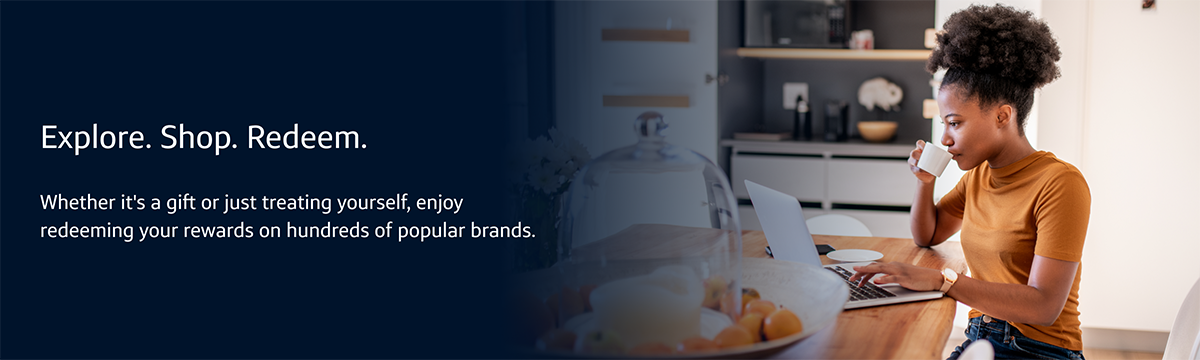 Explore. Shop. Redeem.
Whether it's a gift or just treating yourself, enjoy
redeeming your rewards on hundreds of popular brands.